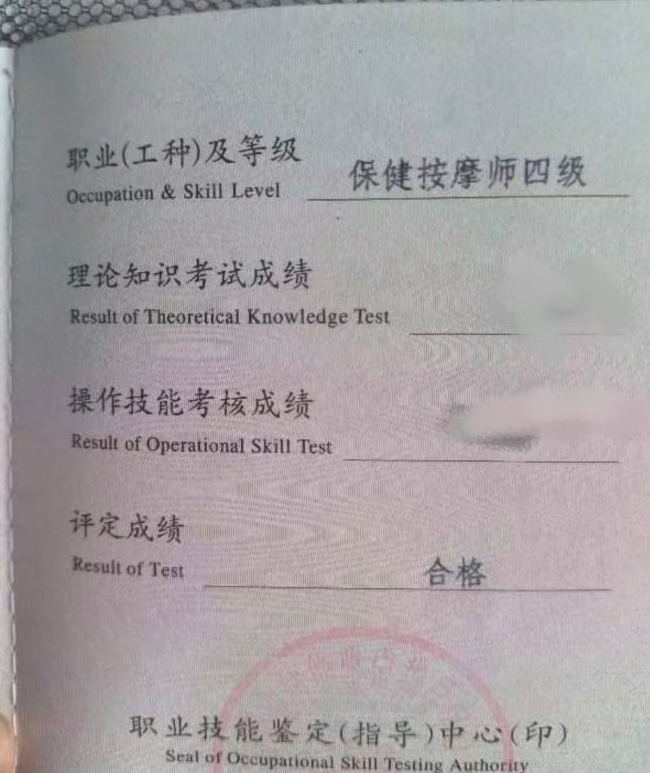 职业(工种)及等级
保健按摩师四级
Occupation & Skill Level
理论知识考试成绩
Result of Theoretical Knowledge Test
操作技能考核成绩
Result of Operational Skill Test
评定成绩
Result of Test
合格
职业技能鉴定(指导)中心(印)
Seal of Occupational Skill Testing Authority